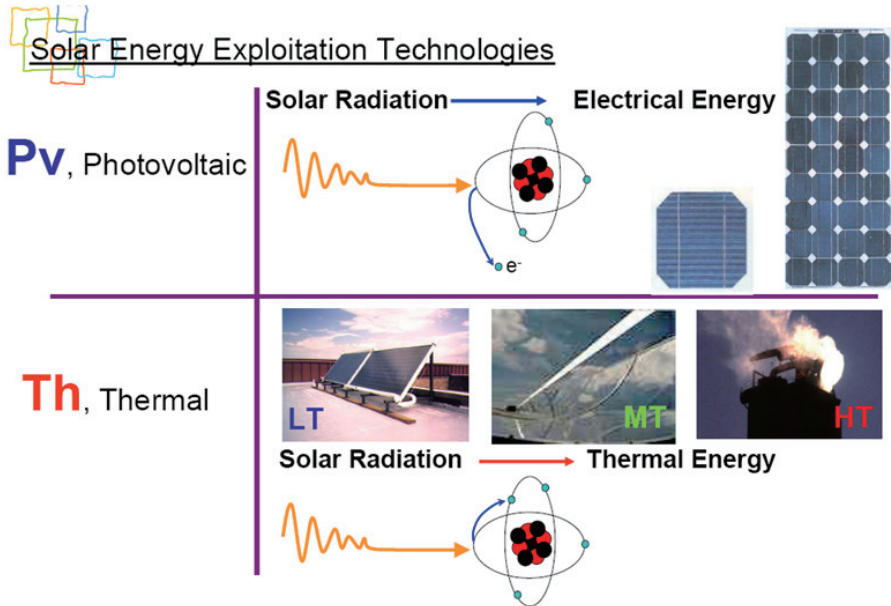 Solar Energy Exploitation Technologies
Solar Radiation Electrical Energy
Pv, Photovoltaic
e-
Th, Thermal
LT MT HT
Solar Radiation Thermal Energy